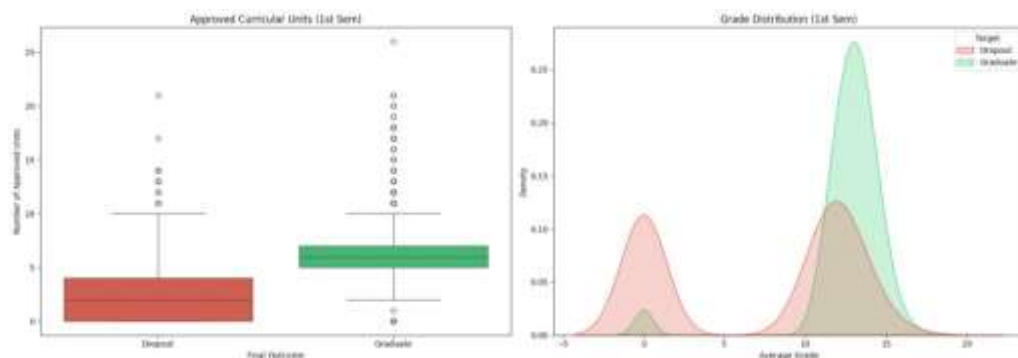 Approved Curricular Units (1st Sem)
Number of Approved Units
25
20
15
10
5
0
Dropout
Graduate
Final Outcome
Grade Distribution (1st Sem)
Target
Dropout
Graduate
Density
0.25
0.20
0.15
0.10
0.05
0.00
-5
0
5
10
15
20
Average Grade